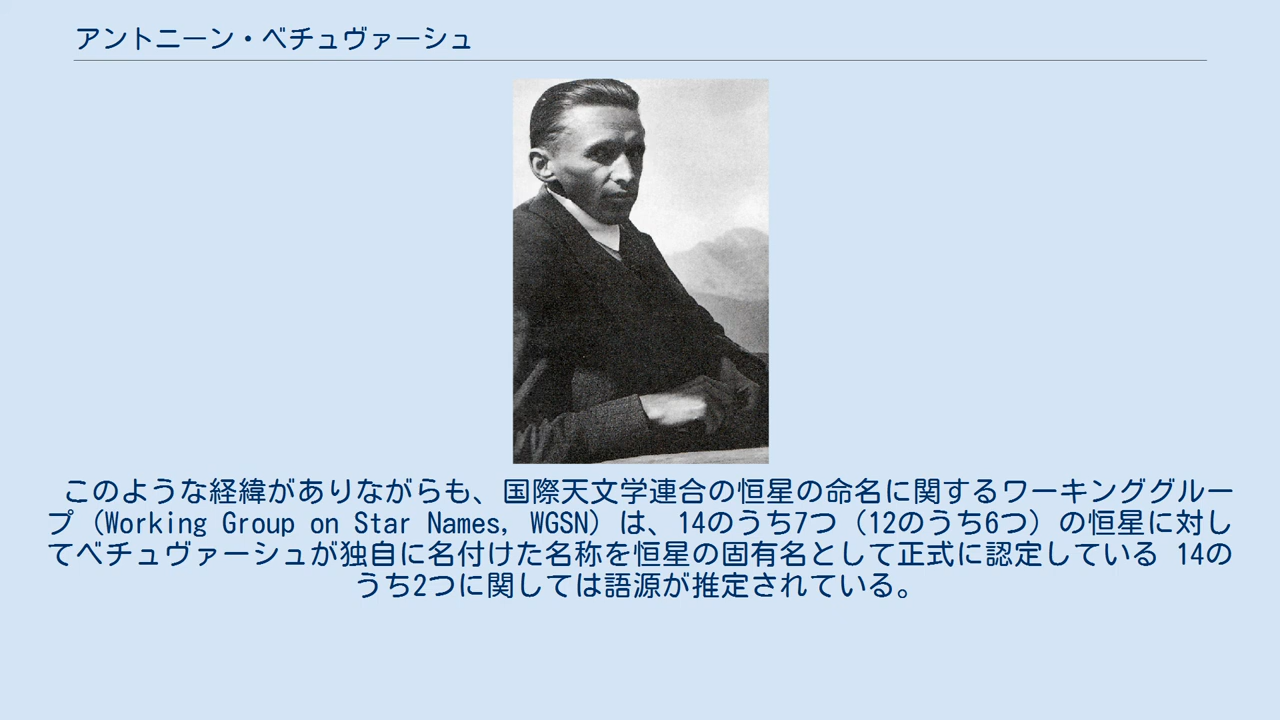 アントニーン・ベチュヴァーシュ
このような経緯がありながらも、国際天文学連合の恒星の命名に関するワーキンググルー
プ（Working Group on Star Names, WGSN）は、14のうち7つ（12のうち6つ）の恒星に対し
てベチュヴァーシュが独自に名付けた名称を恒星の固有名として正式に認定している 14の
うち2つに関しては語源が推定されている。